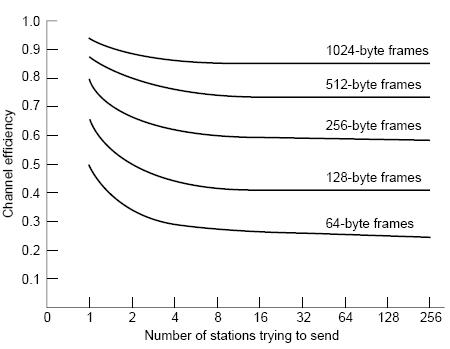 1.0
0.9
0.8
0.7
0.6
0.5
0.4
0.3
0.2
0.1
Channel efficiency
1024-byte frames
512-byte frames
256-byte frames
128-byte frames
64-byte frames
0 1 2 4 8 16 32 64 128 256
Number of stations trying to send